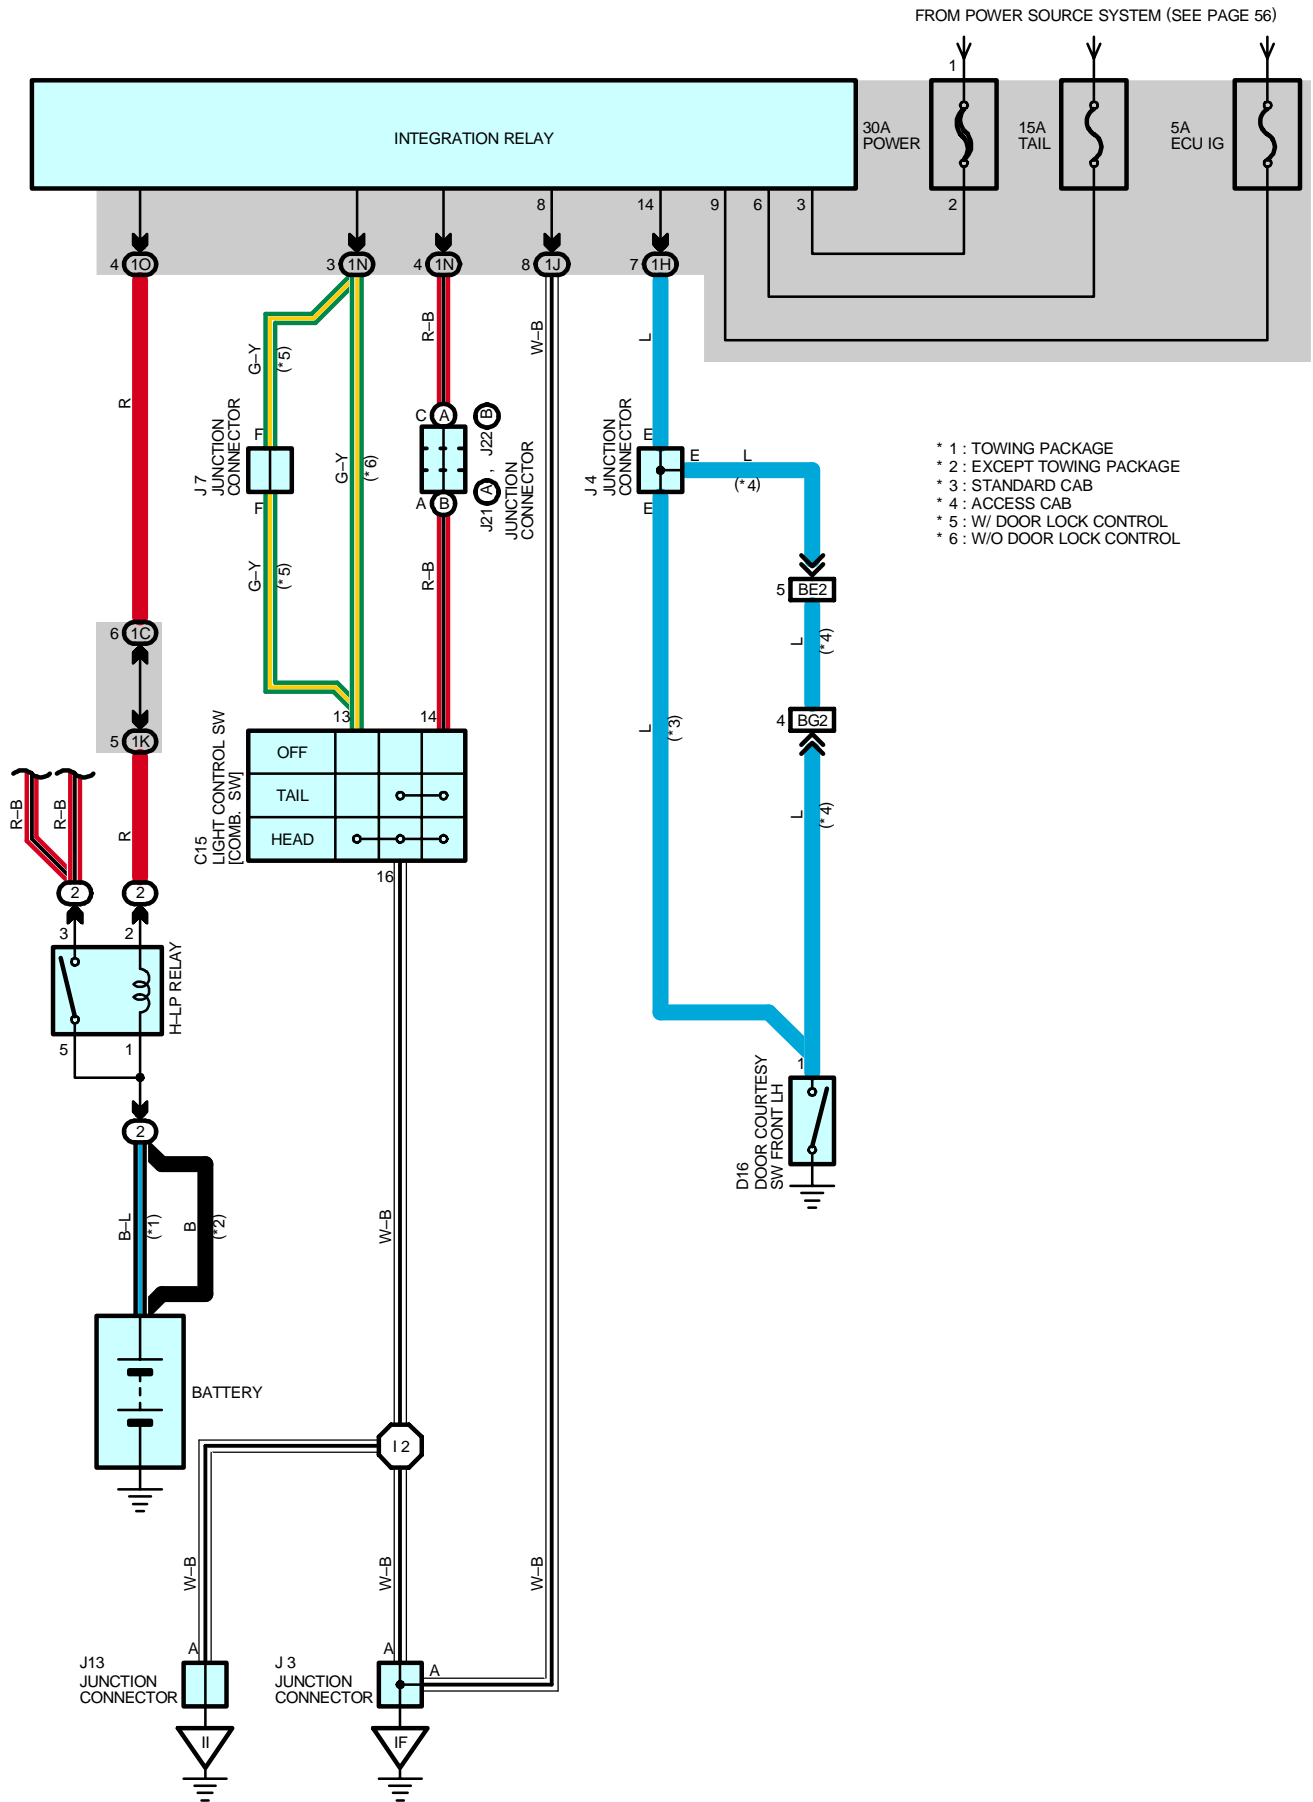 FROM POWER SOURCE SYSTEM (SEE PAGE 56)
1
INTEGRATION RELAY
30A
POWER
15A
TAIL
5A
ECU IG
8
14
9
6
3
2
4 1O
3 1N
4 1N
8 1J
7 1H
R
G–Y
(*5)
G–Y
(*6)
R–B
W–B
L
J 7
JUNCTION
CONNECTOR
F
F
G–Y
(*5)
C A
A B
J21 A , J22 B
JUNCTION
CONNECTOR
R–B
J 4
JUNCTION
CONNECTOR
E
E
E
L
(*4)
* 1 : TOWING PACKAGE
* 2 : EXCEPT TOWING PACKAGE
* 3 : STANDARD CAB
* 4 : ACCESS CAB
* 5 : W/ DOOR LOCK CONTROL
* 6 : W/O DOOR LOCK CONTROL
5 BE2
L
(*4)
4 BG2
L
(*4)
L
(*3)
6 1C
5 1K
R–B
R–B
R
13
14
C15
LIGHT CONTROL SW
[COMB. SW]
OFF
TAIL
HEAD
16
2
2
3
2
H–LP RELAY
5
1
2
B–L
(*1)
B
(*2)
BATTERY
W–B
1
D16
DOOR COURTESY
SW FRONT LH
I 2
W–B
W–B
W–B
J13
JUNCTION
CONNECTOR
A
J 3
JUNCTION
CONNECTOR
A
A
II
IF